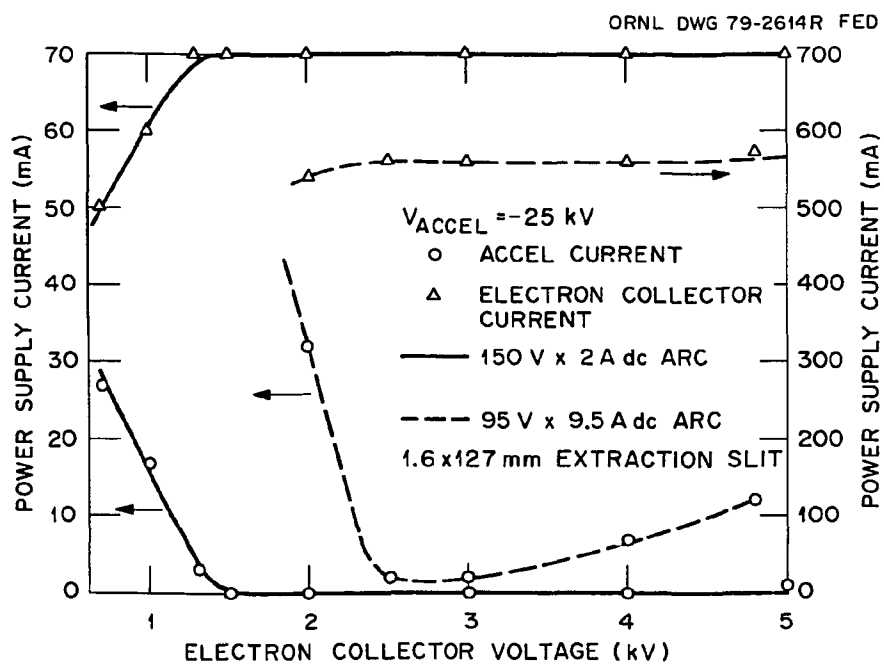 ORNL DWG 79-2614R FED
70
60
50
40
30
20
10
0
POWER SUPPLY CURRENT (mA)
700
600
500
400
300
200
100
0
POWER SUPPLY CURRENT (mA)
V_ACCEL = -25 kV
ACCEL CURRENT
ELECTRON COLLECTOR
CURRENT
150 V x 2 A dc ARC
95 V x 9.5 A dc ARC
1.6 x 127 mm EXTRACTION SLIT
1 2 3 4 5
ELECTRON COLLECTOR VOLTAGE (kV)